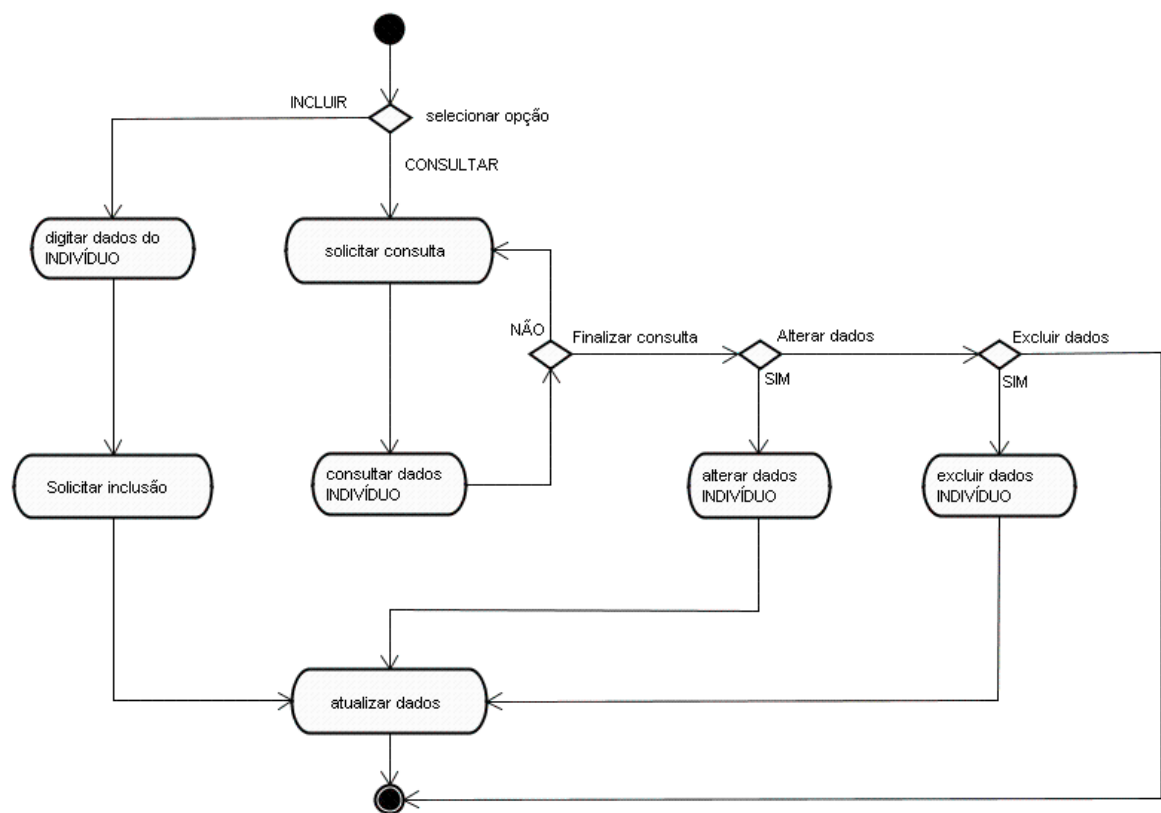 INCLUIR
selecionar opção
CONSULTAR
digitar dados do
INDIVÍDUO
solicitar consulta
NÃO
Finalizar consulta
Alterar dados
Excluir dados
SIM
SIM
Solicitar inclusão
consultar dados
INDIVÍDUO
alterar dados
INDIVÍDUO
excluir dados
INDIVÍDUO
atualizar dados